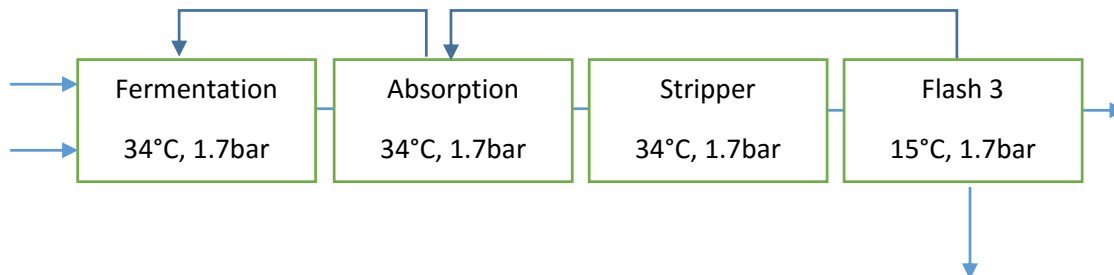 Fermentation
34°C, 1.7bar
Absorption
34°C, 1.7bar
Stripper
34°C, 1.7bar
Flash 3
15°C, 1.7bar